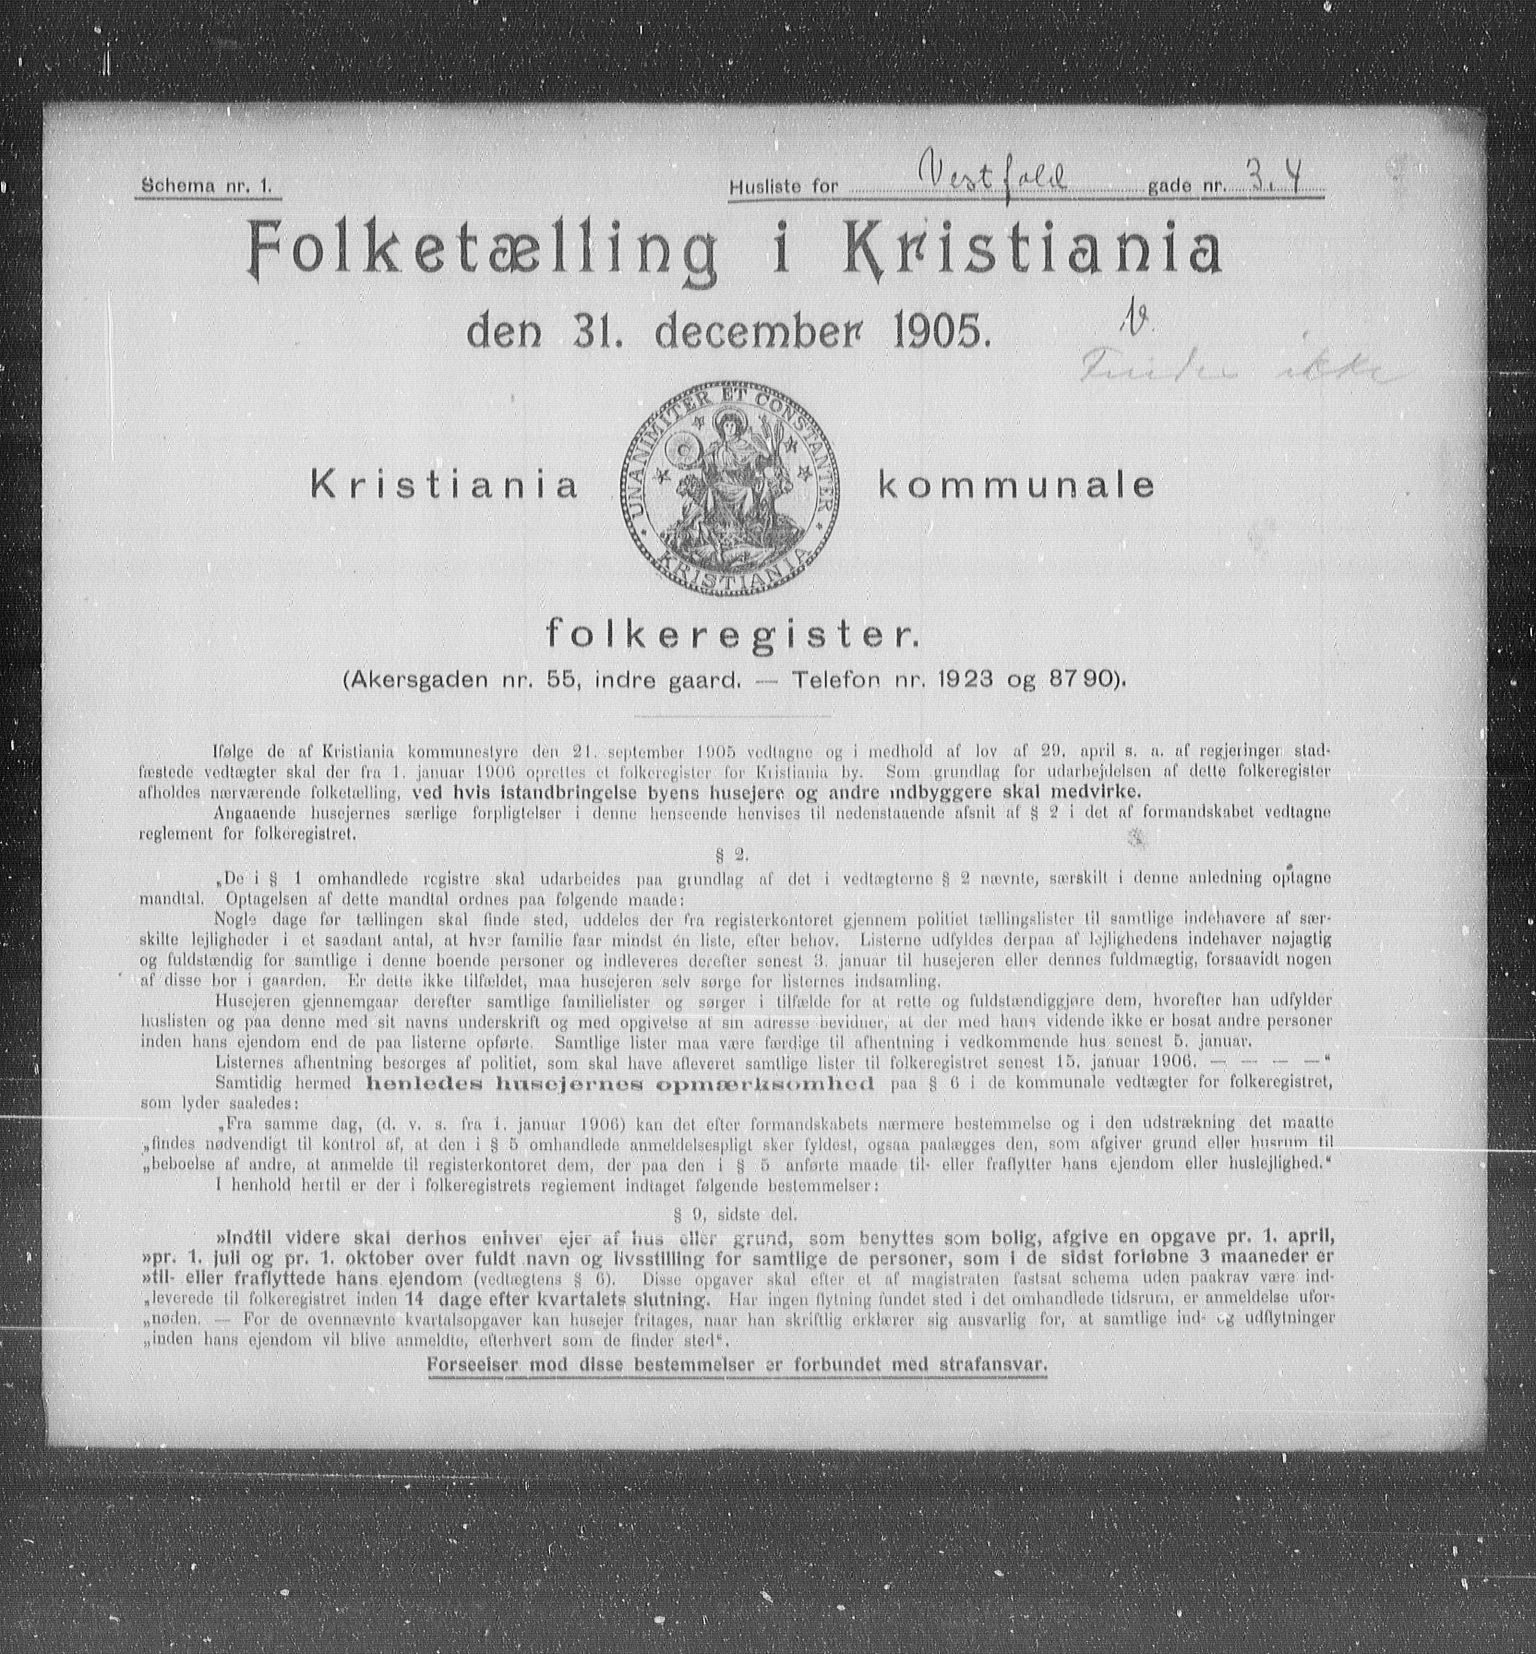 Schema nr. 1.
Husliste for Vestfold gade nr. 3.4
Folketælling i Kristiania
den 31. december 1905.
ikke
UNANIMITER ET CONSTANTER
KRISTIANIA
Kristiania kommunale
folkeregister.
(Akersgaden nr. 55, indre gaard. — Telefon nr. 1923 og 8790).
Ifølge de af Kristiania kommunestyre den 21. september 1905 vedtagne og i medhold af lov af 29. april s. a. af regjeringen stad-
fæstede vedtægter skal der fra 1. januar 1906 oprettes et folkeregister for Kristiania by. Som grundlag for udarbejdelsen af dette folkeregister
afholdes nærværende folketælling, ved hvis istandbringelse byens husejere og andre indbyggere skal medvirke.
Angaaende husejernes særlige forpligtelser i denne henseende henvises til nedenstaaende afsnit af § 2 i det af formandskabet vedtagne
reglement for folkeregistret.
§ 2.
„De i § 1 omhandlede registre skal udarbeides paa grundlag af det i vedtægterne § 2 nævnte, særskilt i denne anledning optagne
mandtal. Optagelsen af dette mandtal ordnes paa følgende maade:
Nogle dage før tællingen skal finde sted, uddeles der fra registerkontoret gjennem politiet tællingslister til samtlige indehavere af sær-
skilte lejligheder i et saadant antal, at hver familie faar mindst én liste, efter behov. Listerne udfyldes derpaa af lejlighedens indehaver nøjagtig
og fuldstændig for samtlige i denne boende personer og indleveres derefter senest 3. januar til husejeren eller dennes fuldmægtig, forsaavidt nogen
af disse bor i gaarden. Er dette ikke tilfældet, maa husejeren selv sørge for listernes indsamling.
Husejeren gjennemgaar derefter samtlige familielister og sørger i tilfælde for at rette og fuldstændiggjøre dem, hvorefter han udfylder
huslisten og paa denne med sit navns underskrift og med opgivelse af sin adresse bevidner, at der med hans vidende ikke er bosat andre personer
inden hans ejendom end de paa listerne opførte. Samtlige lister maa være færdige til afhentning i vedkommende hus senest 5. januar.
Listernes afhentning besorges af politiet, som skal have afleveret samtlige lister til folkeregistret senest 15. januar 1906. — — — —“
Samtidig hermed henledes husejernes opmærksomhed paa § 6 i de kommunale vedtægter for folkeregistret,
som lyder saaledes:
„Fra samme dag, (d. v. s. fra 1. januar 1906) kan det efter formandskabets nærmere bestemmelse og i den udstrækning det maatte
„findes nødvendigt til kontrol af, at den i § 5 omhandlede anmeldelsespligt sker fyldest, ogsaa paalægges den, som afgiver grund eller husrum til
„beboelse af andre, at anmelde til registerkontoret dem, der paa den i § 5 anførte maade til- eller fraflytter hans ejendom eller huslejlighed.“
I henhold hertil er der i folkeregistrets reglement indtaget følgende bestemmelser:
§ 9, sidste del.
»Indtil videre skal derhos enhver ejer af hus eller grund, som benyttes som bolig, afgive en opgave pr. 1. april,
»pr. 1. juli og pr. 1. oktober over fuldt navn og livsstilling for samtlige de personer, som i de sidst forløbne 3 maaneder er
»til- eller fraflyttede hans ejendom (vedtægtens § 6). Disse opgaver skal efter et af magistraten fastsat schema uden paakrav være ind-
„leverede til folkeregistret inden 14 dage efter kvartalets slutning. Har ingen flytning fundet sted i det omhandlede tidsrum, er anmeldelse ufor-
„nøden. — For de ovennævnte kvartalsopgaver kan husejer fritages, naar han skriftlig erklærer sig ansvarlig for, at samtlige ind- og udflytninger
„inden hans ejendom vil blive anmeldte, efterhvert som de finder sted“.
Forseelser mod disse bestemmelser er forbundet med strafansvar.